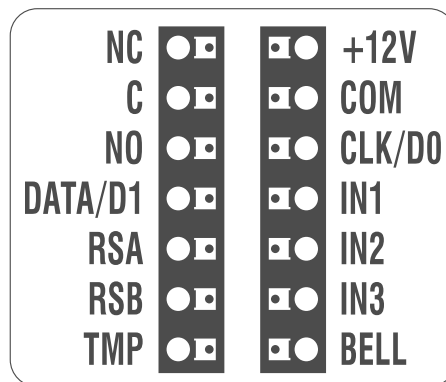 NC +12V
C COM
NO CLK/D0
DATA/D1 IN1
RSA IN2
RSB IN3
TMP BELL